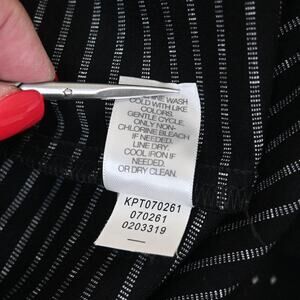 WASH
COLD WITH LIKE
COLORS.
GENTLE CYCLE.
ONLY NON-
CHLORINE BLEACH
IF NEEDED.
LINE DRY.
COOL IRON IF
NEEDED.
OR DRY CLEAN.
KPT070261
070261
0203319